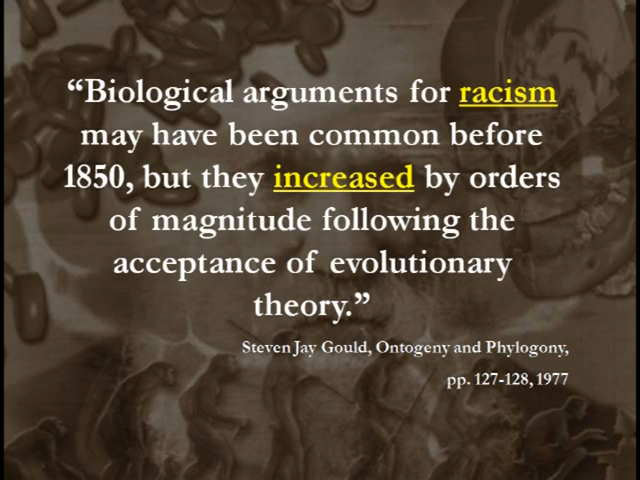 “Biological arguments for racism
may have been common before
1850, but they increased by orders
of magnitude following the
acceptance of evolutionary
theory.”
Steven Jay Gould, Ontogeny and Phylogony,
pp. 127-128, 1977